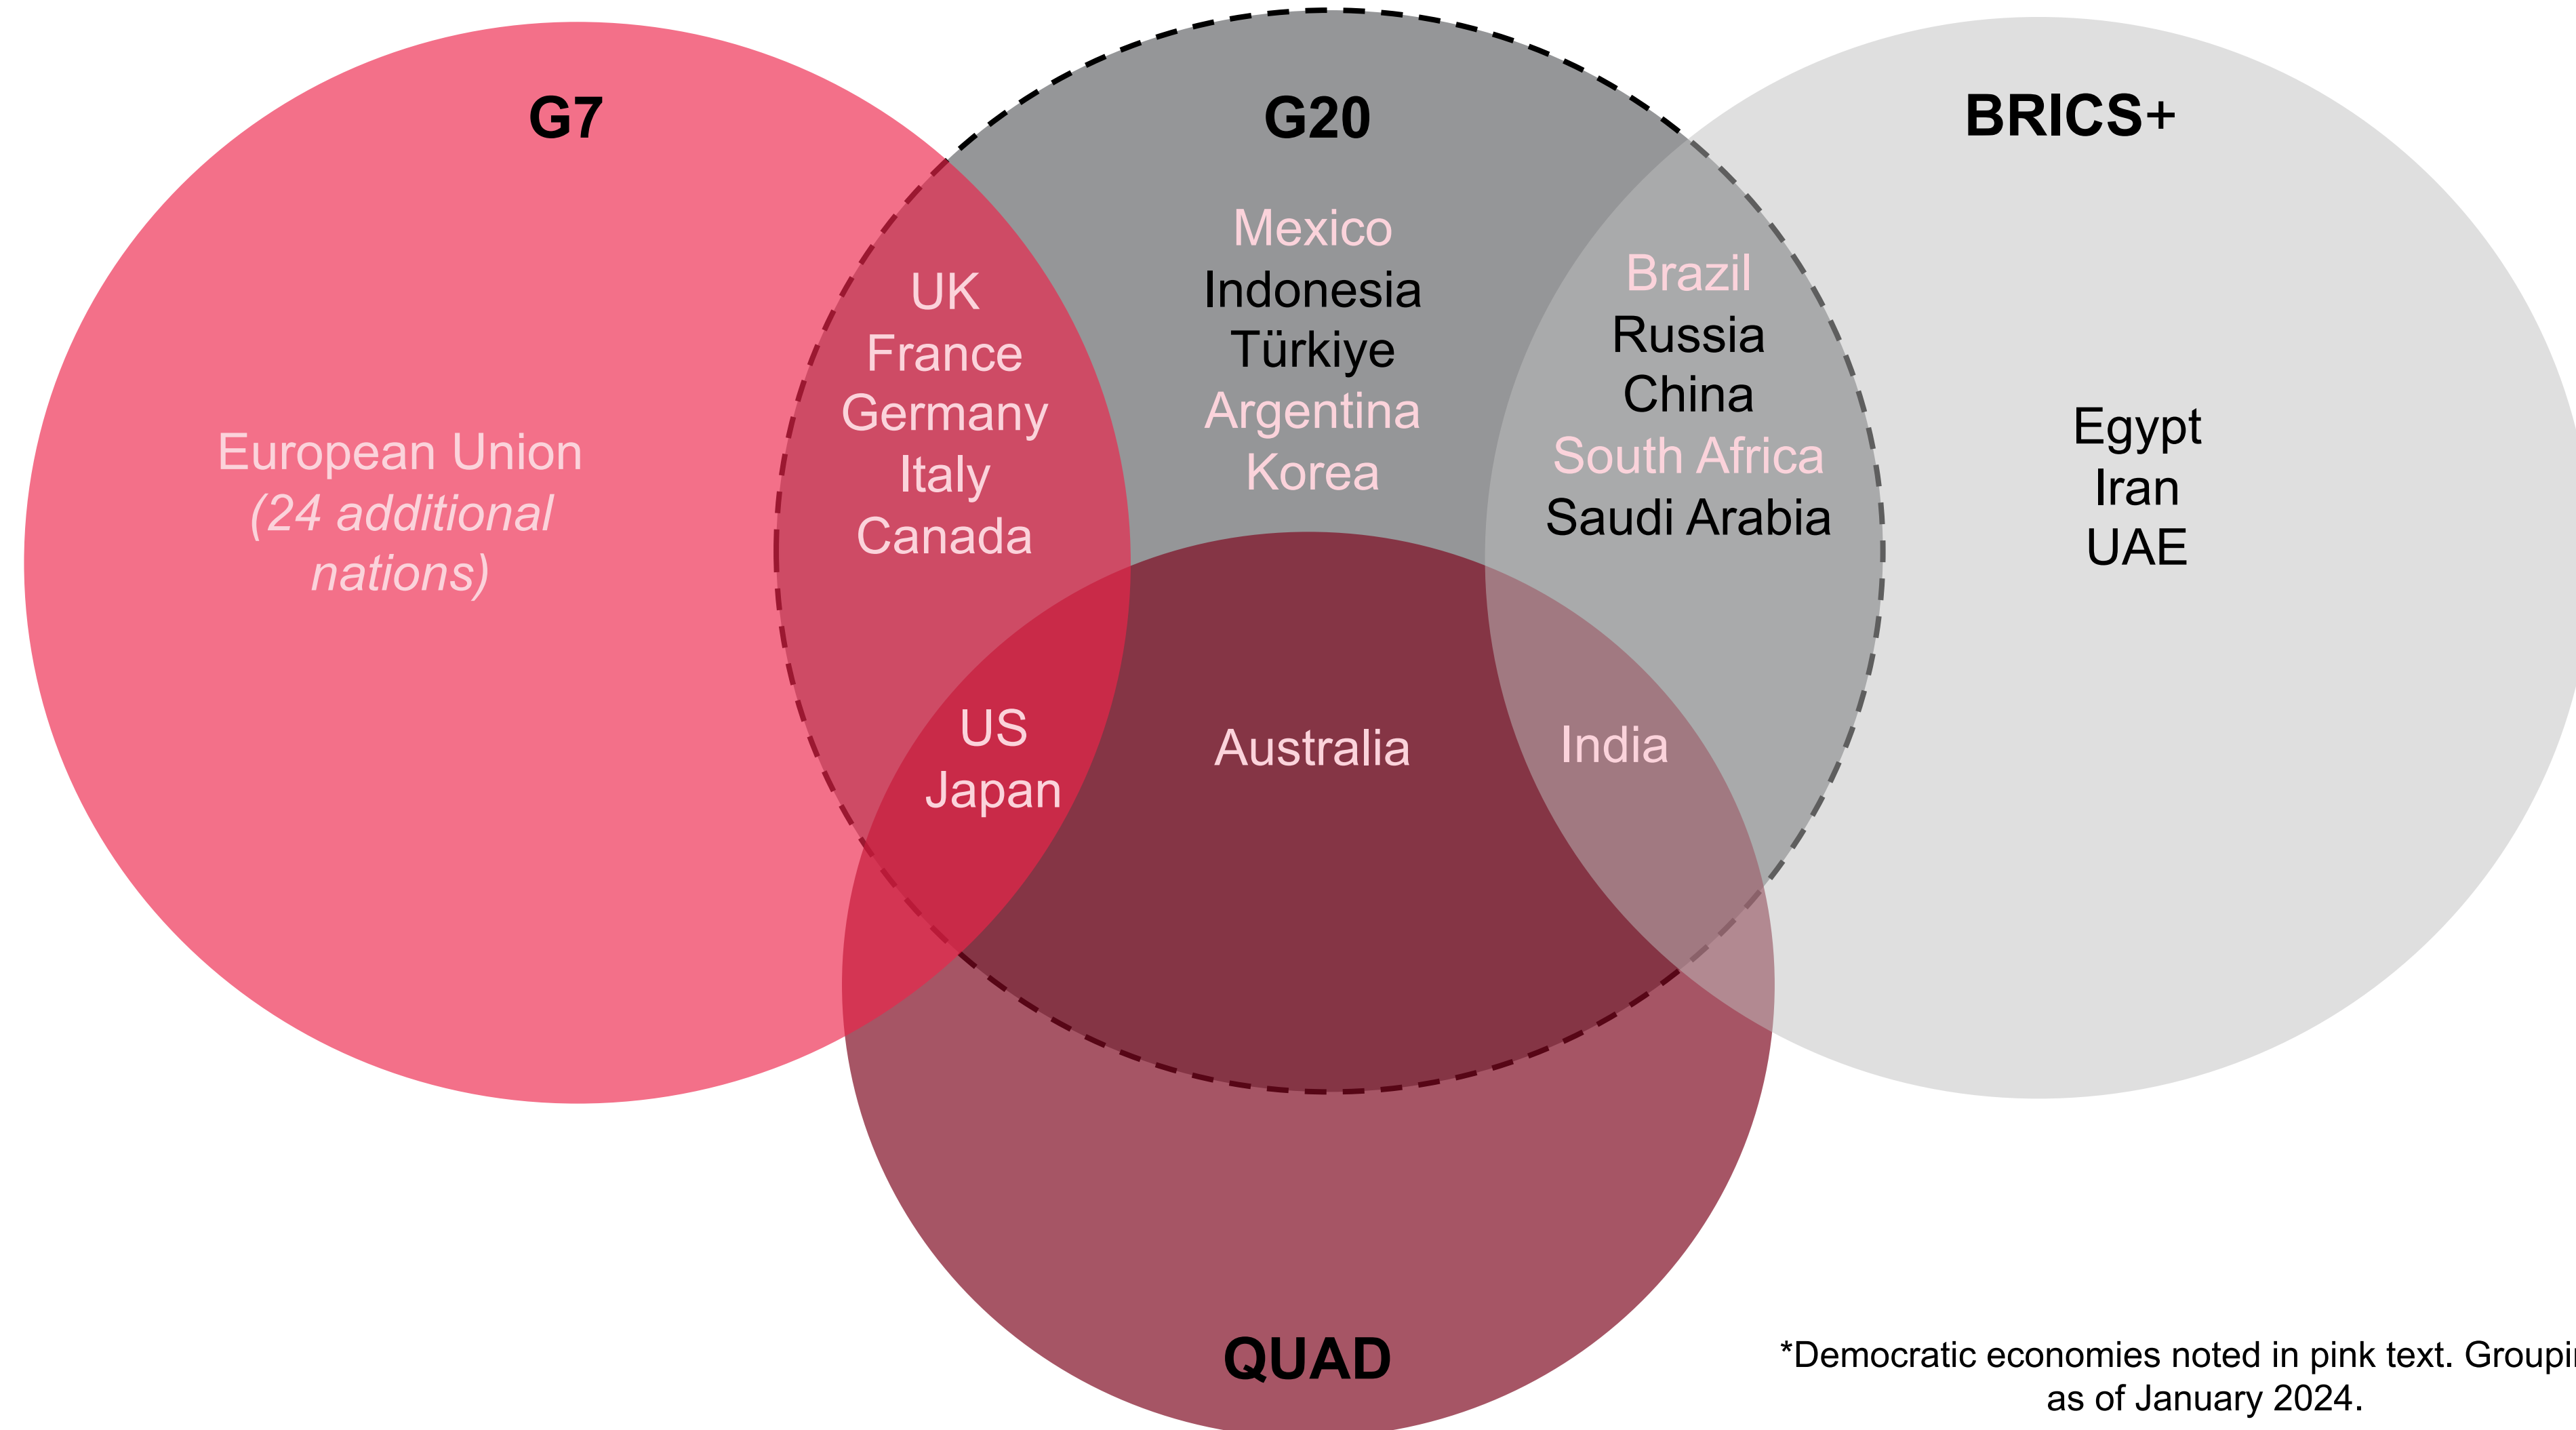 G7
G20
BRICS+
European Union
(24 additional
nations)
UK
France
Germany
Italy
Canada
US
Japan
Mexico
Indonesia
Türkiye
Argentina
Korea
Australia
Brazil
Russia
China
South Africa
Saudi Arabia
India
Egypt
Iran
UAE
QUAD
*Democratic economies noted in pink text.
as of January 2024.